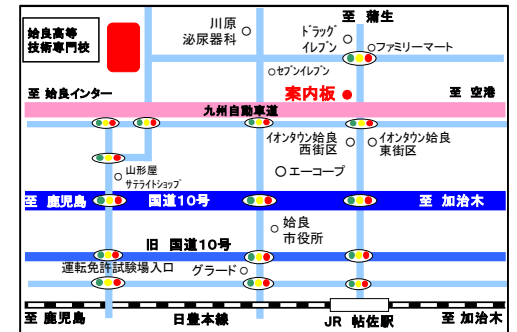 至 蒲生
姶良高等
技術専門校
川原
泌尿器科
ﾄﾞﾗｯｸﾞ
ｲﾚﾌﾞﾝ
ファミリーマート
ｾﾌﾞﾝｲﾚﾌﾞﾝ
至 姶良インター
案内板
至 空港
九州自動車道
イオンタウン姶良
西街区
イオンタウン姶良
東街区
山形屋
ｻﾃﾗｲﾄｼｮｯﾌﾟ
エーコープ
至 鹿児島
国道10号
至 加治木
姶良
市役所
旧 国道10号
運転免許試験場入口
グラード
至 鹿児島
日豊本線
JR 帖佐駅
至 加治木